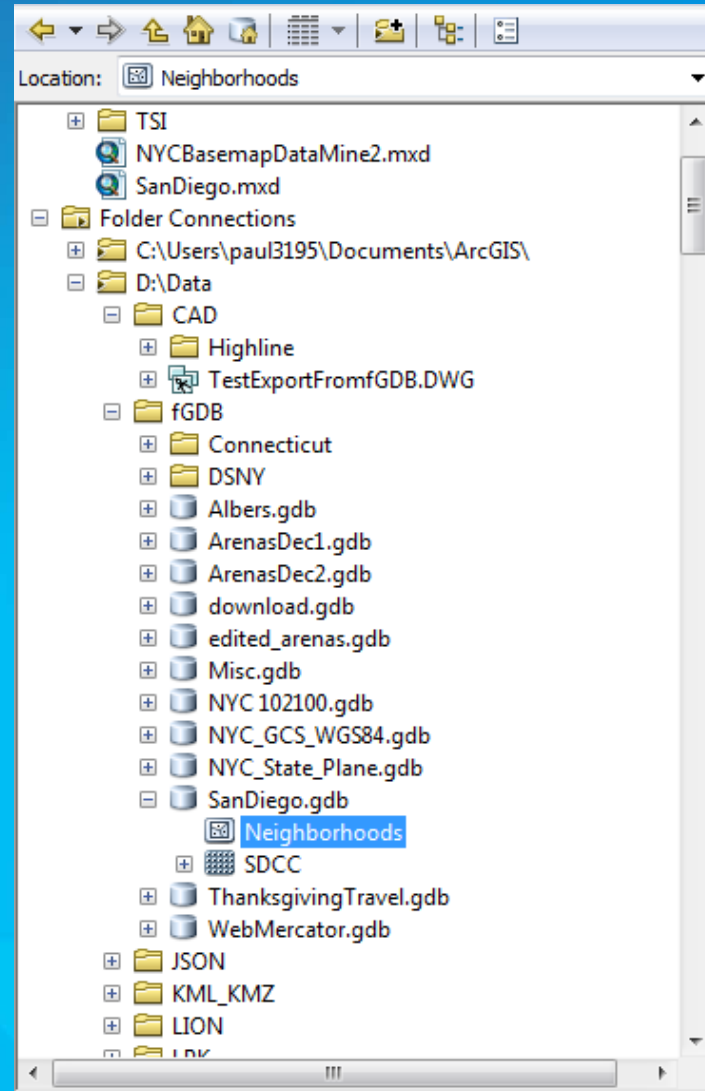 Location: Neighborhoods
TSI
NYCBasemapDataMine2.mxd
SanDiego.mxd
Folder Connections
C:\Users\paul3195\Documents\ArcGIS\
D:\Data
CAD
Highline
TestExportFromfGDB.DWG
fGDB
Connecticut
DSNY
Albers.gdb
ArenasDec1.gdb
ArenasDec2.gdb
download.gdb
edited_arenas.gdb
Misc.gdb
NYC 102100.gdb
NYC_GCS_WGS84.gdb
NYC_State_Plane.gdb
SanDiego.gdb
Neighborhoods
SDCC
ThanksgivingTravel.gdb
WebMercator.gdb
JSON
KML_KMZ
LION